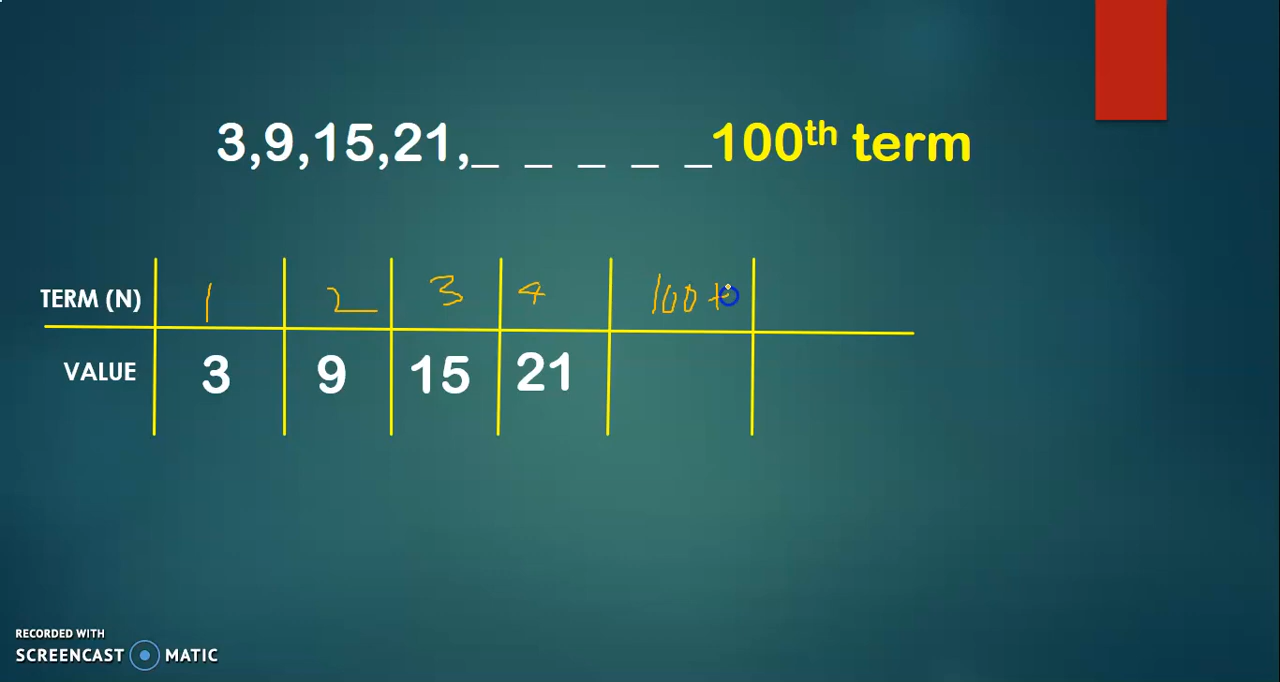 3,9,15,21,_ _ _ _ _100th term
TERM (N) 1 2 3 4 100t
VALUE 3 9 15 21
RECORDED WITH
SCREENCAST MATIC